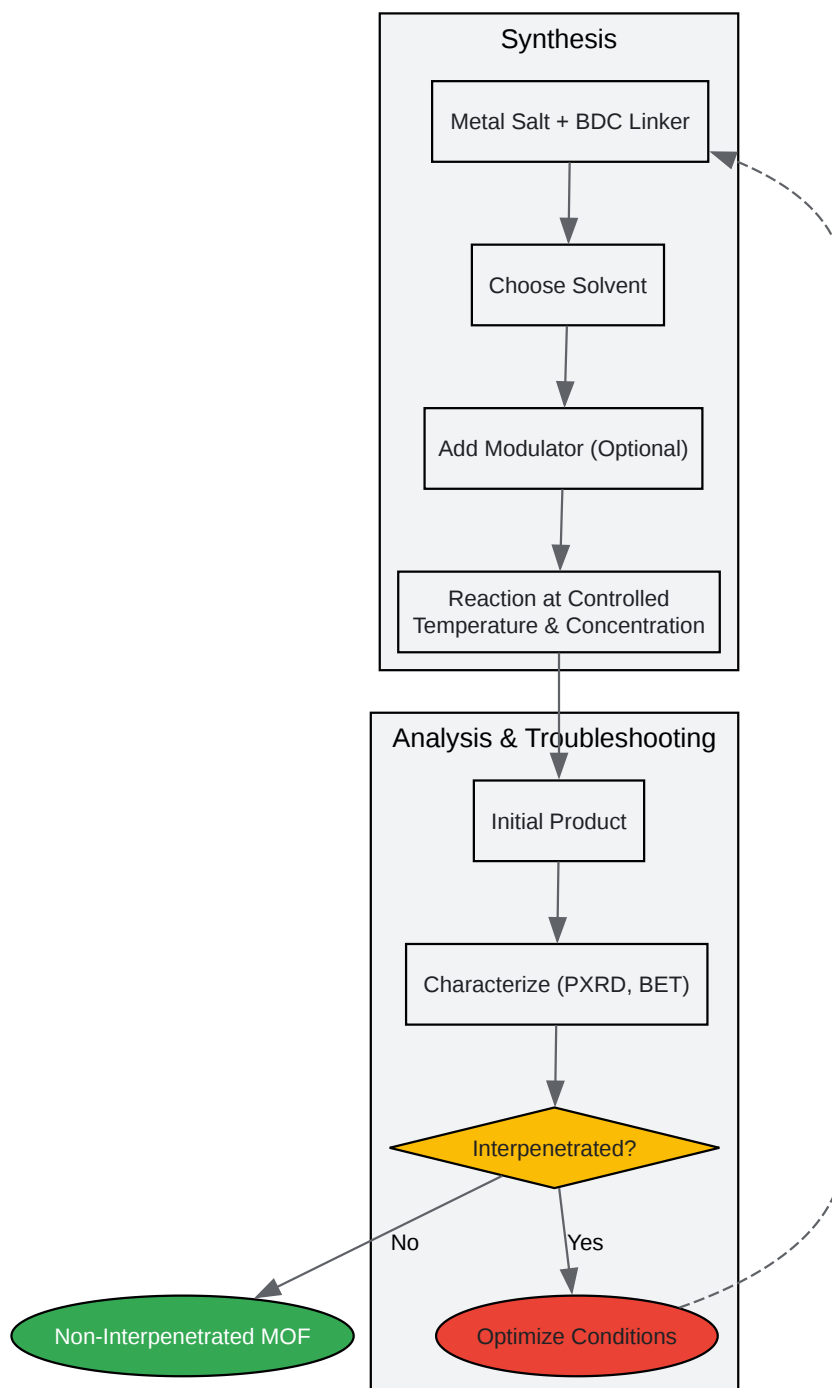 Synthesis
Metal Salt + BDC Linker
Choose Solvent
Add Modulator (Optional)
Reaction at Controlled
Temperature & Concentration
Analysis & Troubleshooting
Initial Product
Characterize (PXRD, BET)
Interpenetrated?
No
Yes
Non-Interpenetrated MOF
Optimize Conditions